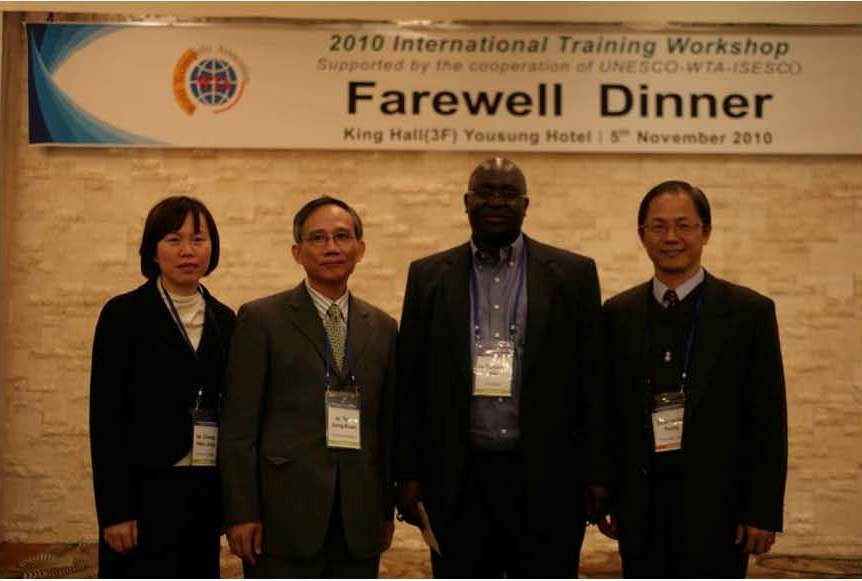 2010 International Training Workshop
Supported by the cooperation of UNESCO-WTA-ISESCO
Farewell Dinner
King Hall(3F) Yousung Hotel | 5th November 2010